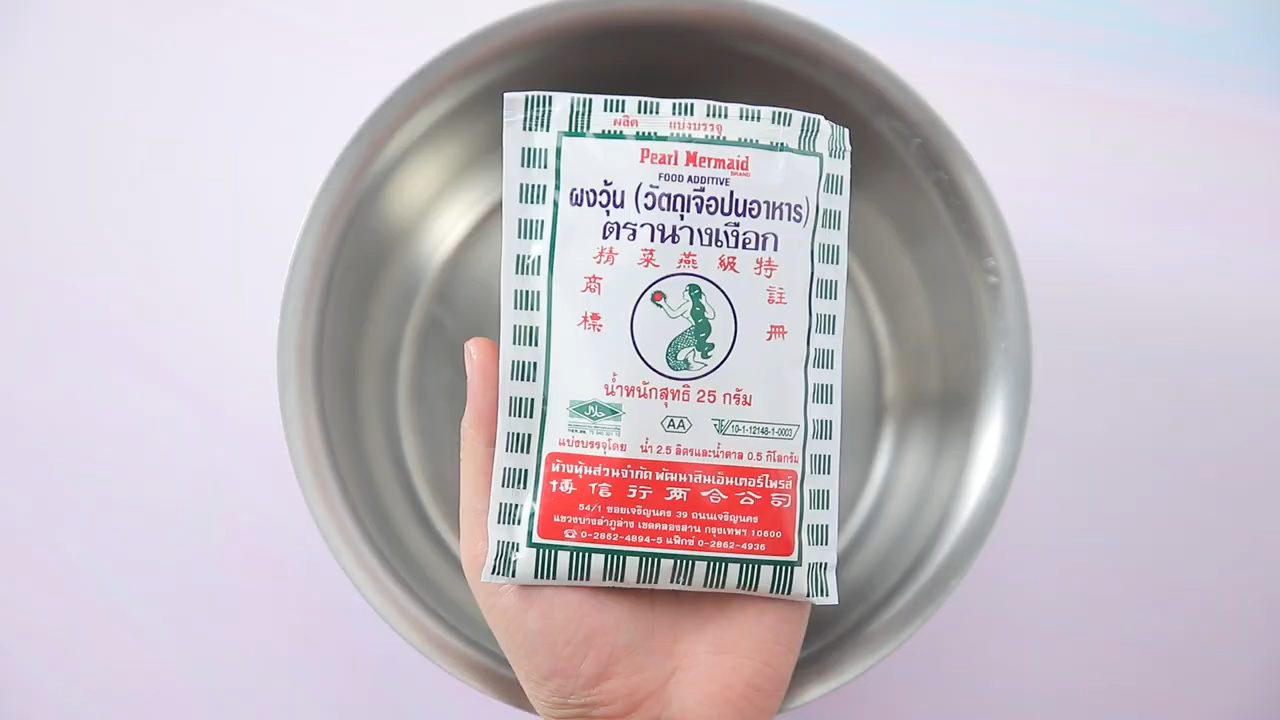 ผลิต แบ่งบรรจุ
Pearl Mermaid
BRAND
FOOD ADDITIVE
ผงวุ้น (วัตถุเจือปนอาหาร)
ตรานางเงือก
精菜燕級特
商 註
標 冊
น้ำหนักสุทธิ 25 กรัม
AA
10-1-12148-1-0003
แบ่งบรรจุโดย น้ำ 2.5 ลิตรและน้ำตาล 0.5 กิโลกรัม
ห้างหุ้นส่วนจำกัด พัฒนาสินเอ็นเตอร์ไพรส์
博信行兩合公司
54/1 ซอยเจริญนคร 39 ถนนเจริญนคร
แขวงบางลำภูล่าง เขตคลองสาน กรุงเทพฯ 10600
☎ 0-2862-4894-5 แฟ็กซ์ 0-2862-4936